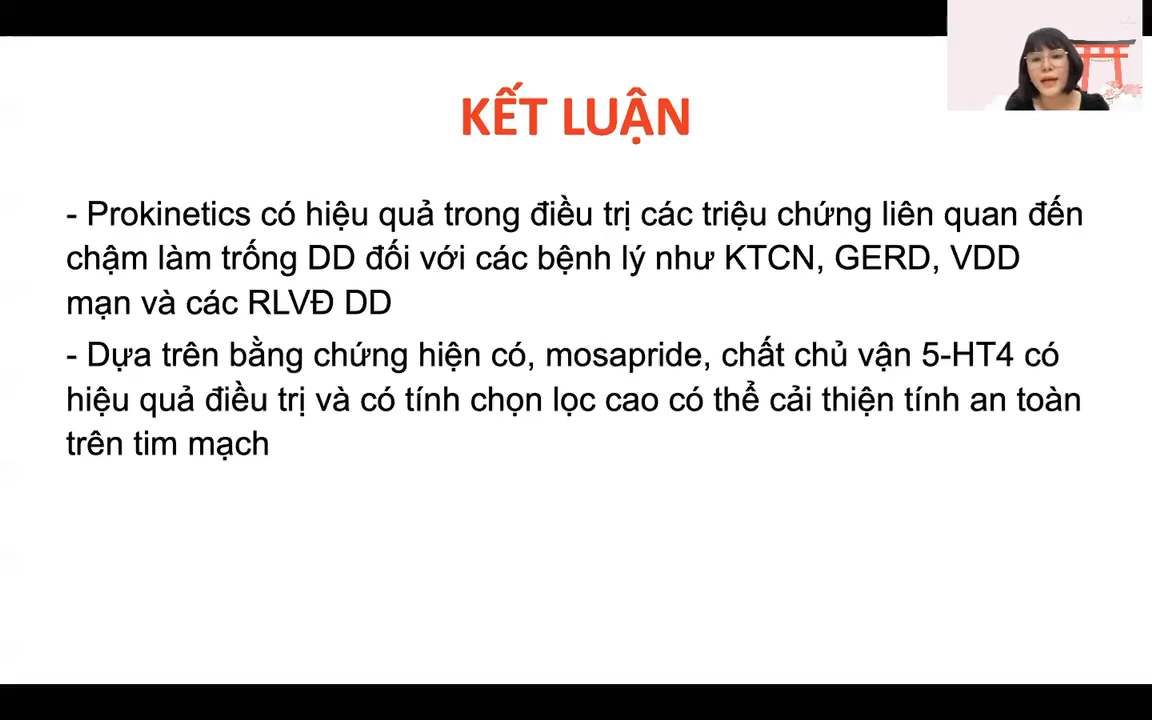 KẾT LUẬN
- Prokinetics có hiệu quả trong điều trị các triệu chứng liên quan đến
chậm làm trống DD đối với các bệnh lý như KTCN, GERD, VDD
mạn và các RLVĐ DD
- Dựa trên bằng chứng hiện có, mosapride, chất chủ vận 5-HT4 có
hiệu quả điều trị và có tính chọn lọc cao có thể cải thiện tính an toàn
trên tim mạch